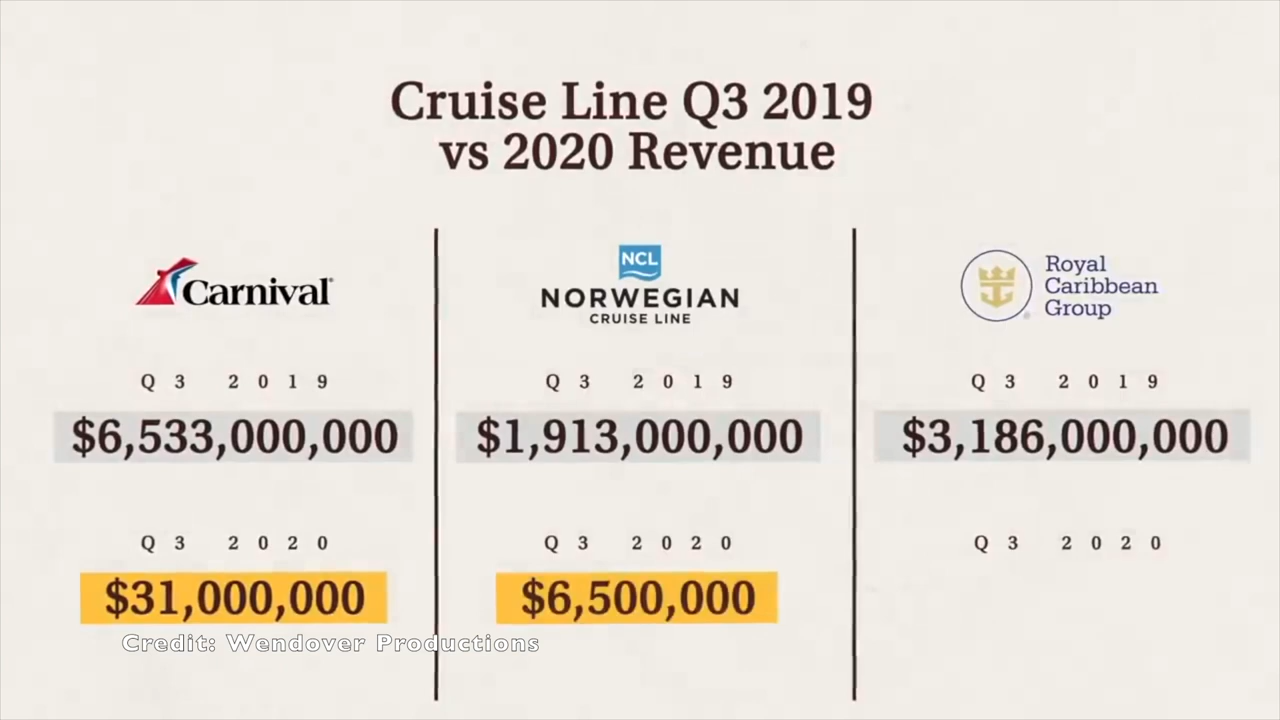 Cruise Line Q3 2019
vs 2020 Revenue
Carnival
Q3 2019
$6,533,000,000
Q3 2020
$31,000,000
NCL
NORWEGIAN
CRUISE LINE
Q3 2019
$1,913,000,000
Q3 2020
$6,500,000
Royal
Caribbean
Group
Q3 2019
$3,186,000,000
Q3 2020
Credit: Wendover Productions